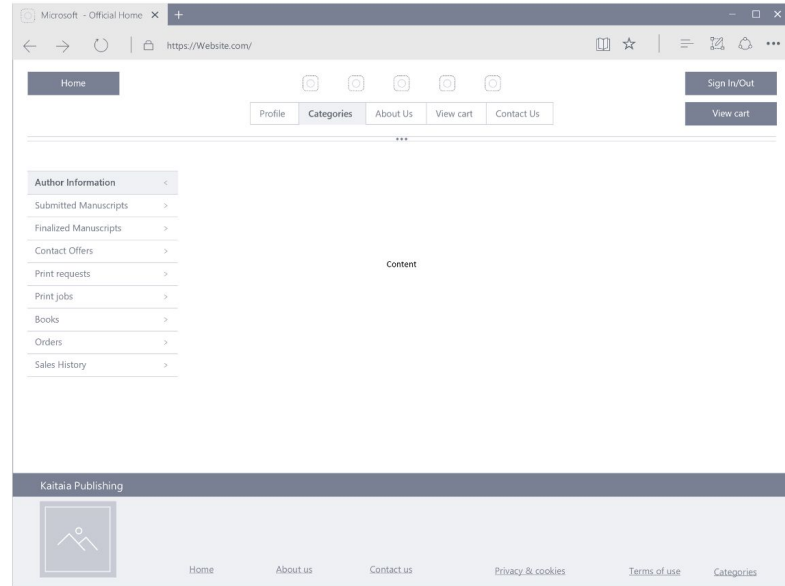 Microsoft - Official Home
https://Website.com/
Home
Sign In/Out
Profile Categories About Us View cart Contact Us
View cart
Author Information
Submitted Manuscripts
Finalized Manuscripts
Contact Offers
Content
Print requests
Print jobs
Books
Orders
Sales History
Kaitaia Publishing
Home About us Contact us Privacy & cookies Terms of use Categories